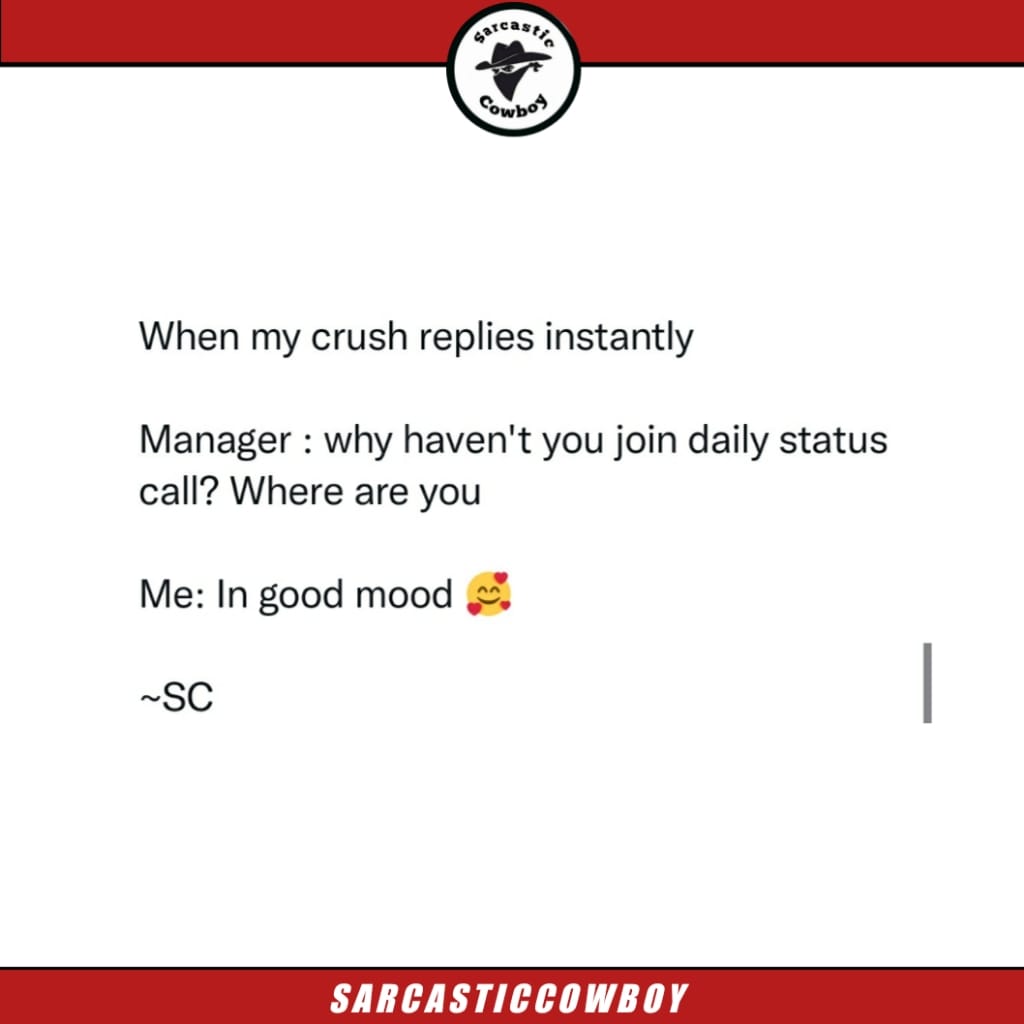 Sarcastic
Cowboy
When my crush replies instantly
Manager : why haven't you join daily status
call? Where are you
Me: In good mood 🥰
~SC
SARCASTICCOWBOY